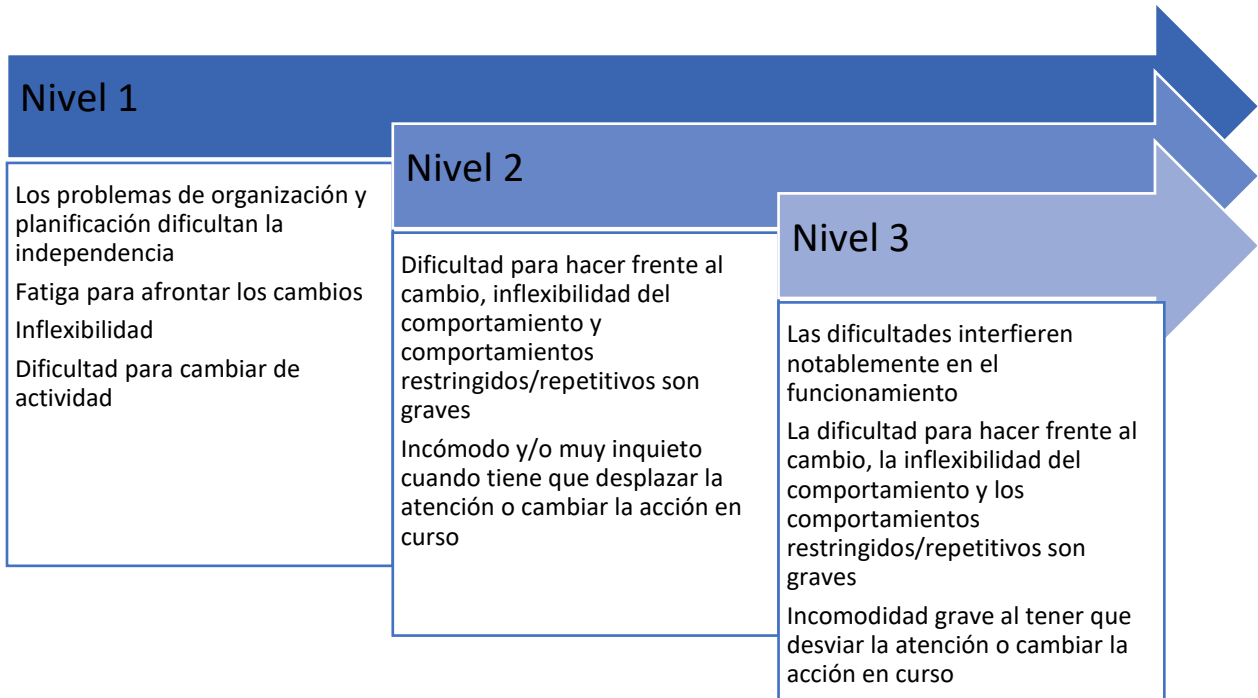 Nivel 1
Los problemas de organización y
planificación dificultan la
independencia
Fatiga para afrontar los cambios
Inflexibilidad
Dificultad para cambiar de
actividad
Nivel 2
Dificultad para hacer frente al
cambio, inflexibilidad del
comportamiento y
comportamientos
restringidos/repetitivos son
graves
Incómodo y/o muy inquieto
cuando tiene que desplazar la
atención o cambiar la acción en
curso
Nivel 3
Las dificultades interfieren
notablemente en el
funcionamiento
La dificultad para hacer frente al
cambio, la inflexibilidad del
comportamiento y los
comportamientos
restringidos/repetitivos son
graves
Incomodidad grave al tener que
desviar la atención o cambiar la
acción en curso